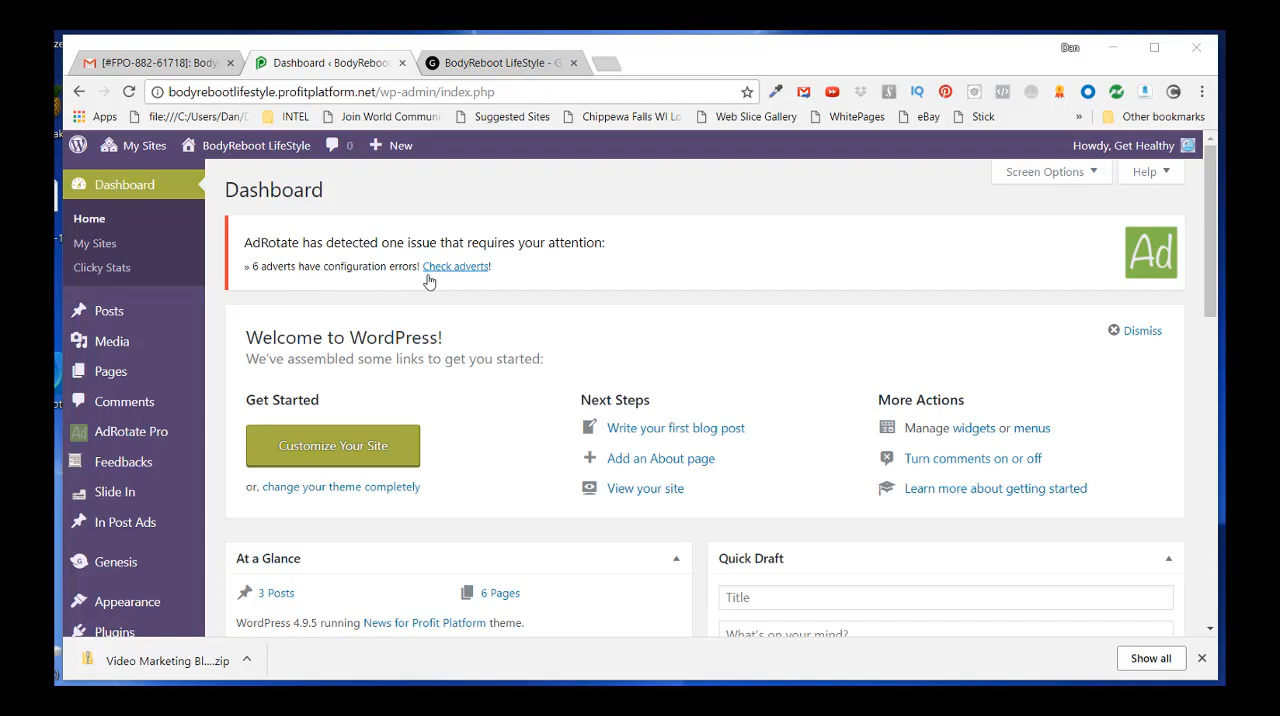 Dan
[#FPO-882-61718]: Body
Dashboard ‹ BodyReboot
BodyReboot LifeStyle - G
bodyrebootlifestyle.profitplatform.net/wp-admin/index.php
Apps file:///C:/Users/Dan/D INTEL Join World Commun Suggested Sites Chippewa Falls WI Lo Web Slice Gallery WhitePages eBay Stick » Other bookmarks
My Sites BodyReboot LifeStyle 0 New Howdy, Get Healthy
Screen Options Help
Dashboard
Home
My Sites
Clicky Stats
Posts
Media
Pages
Comments
AdRotate Pro
Feedbacks
Slide In
In Post Ads
Genesis
Appearance
Plugins
Dashboard
AdRotate has detected one issue that requires your attention:
» 6 adverts have configuration errors! Check adverts!
Ad
Welcome to WordPress!
Dismiss
We've assembled some links to get you started:
Get Started
Customize Your Site
or, change your theme completely
Next Steps
Write your first blog post
Add an About page
View your site
More Actions
Manage widgets or menus
Turn comments on or off
Learn more about getting started
At a Glance
3 Posts 6 Pages
WordPress 4.9.5 running News for Profit Platform theme.
Quick Draft
Title
What's on your mind?
Video Marketing Bl....zip
Show all